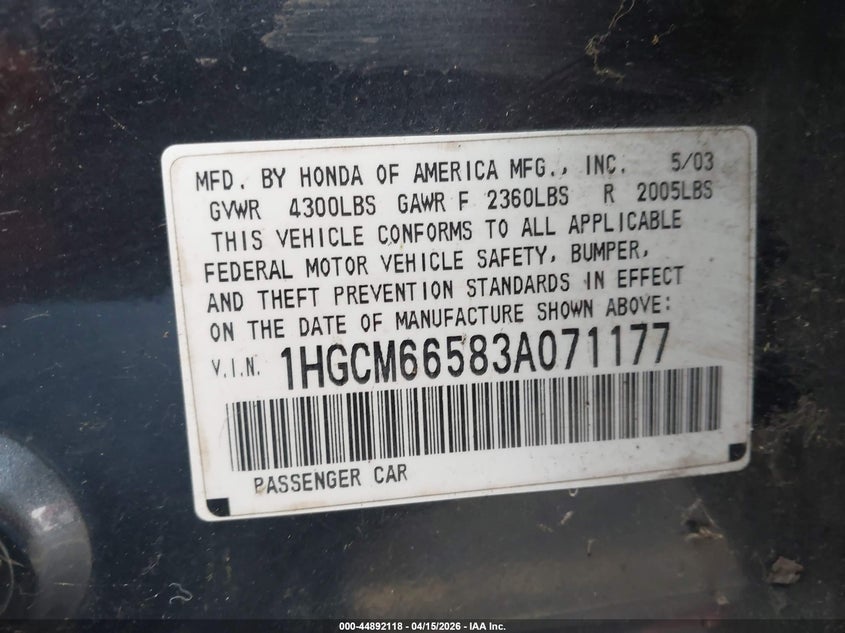 MFD. BY HONDA OF AMERICA MFG., INC. 5/03
GVWR 4300LBS GAWR F 2360LBS R 2005LBS
THIS VEHICLE CONFORMS TO ALL APPLICABLE
FEDERAL MOTOR VEHICLE SAFETY, BUMPER,
AND THEFT PREVENTION STANDARDS IN EFFECT
ON THE DATE OF MANUFACTURE SHOWN ABOVE:
V.I.N. 1HGCM66583A071177
PASSENGER CAR
000-44892118 - 04/15/2026 - IAA Inc.